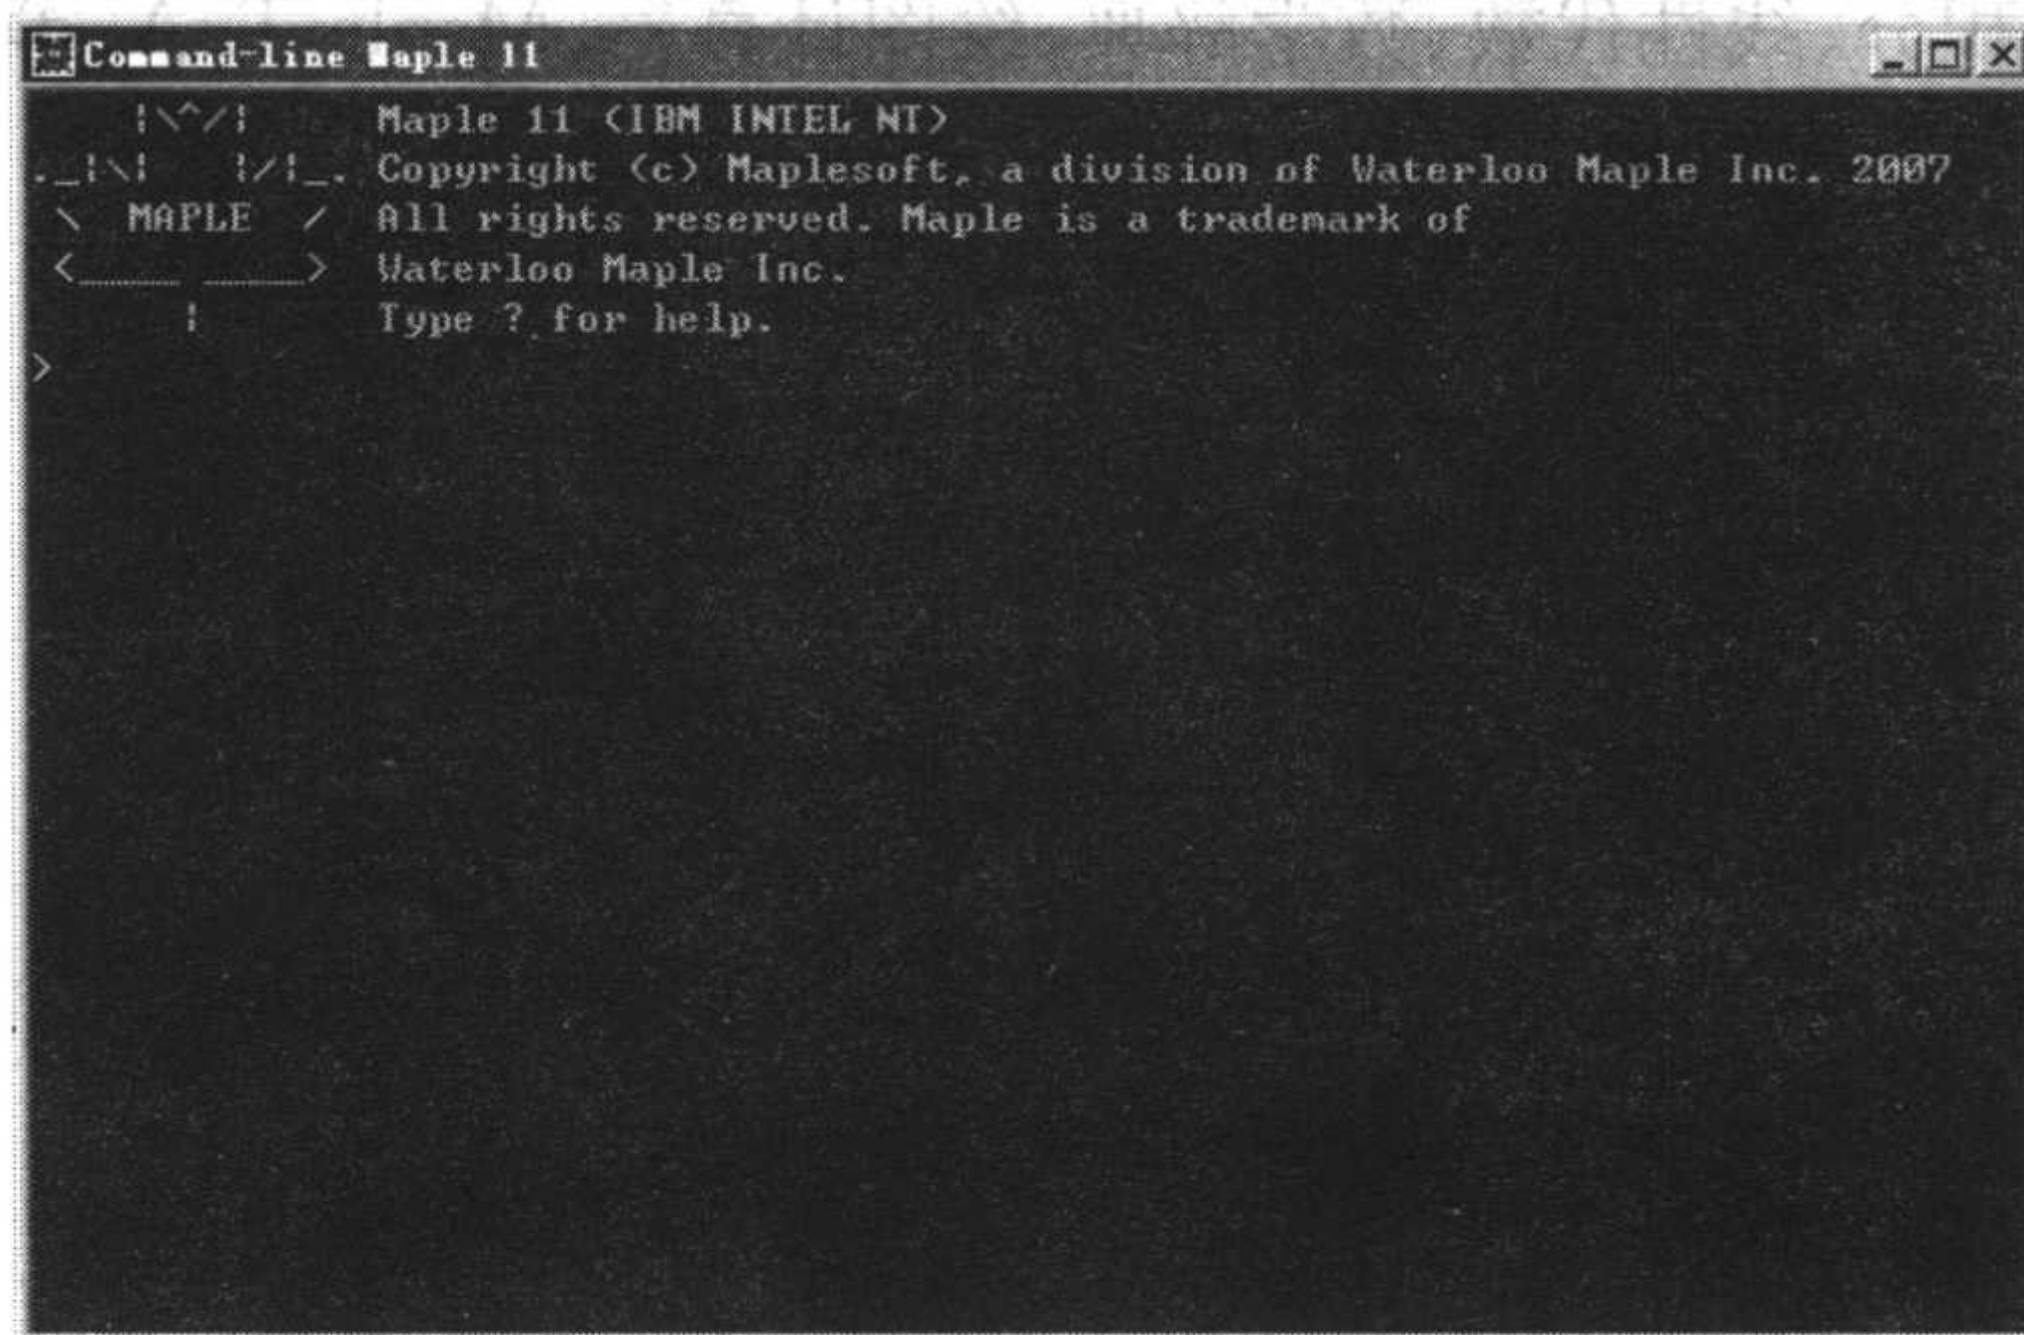 Command-line Maple 11
    |\^/|     Maple 11 (IBM INTEL NT)
._|\|   |/|_. Copyright (c) Maplesoft, a division of Waterloo Maple Inc. 2007
 \  MAPLE  /  All rights reserved. Maple is a trademark of
 <____ ____>  Waterloo Maple Inc.
      |       Type ? for help.
>